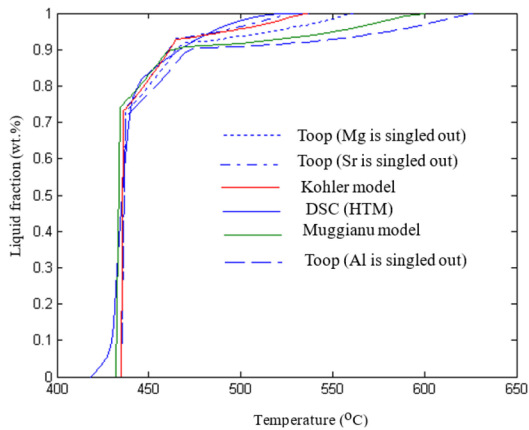 1
0.9
0.8
0.7
0.6
0.5
0.4
0.3
0.2
0.1
0
Liquid fraction (wt.%)
Toop (Mg is singled out)
Toop (Sr is singled out)
Kohler model
DSC (HTM)
Muggianu model
Toop (Al is singled out)
400 450 500 550 600 650
Temperature (OC)